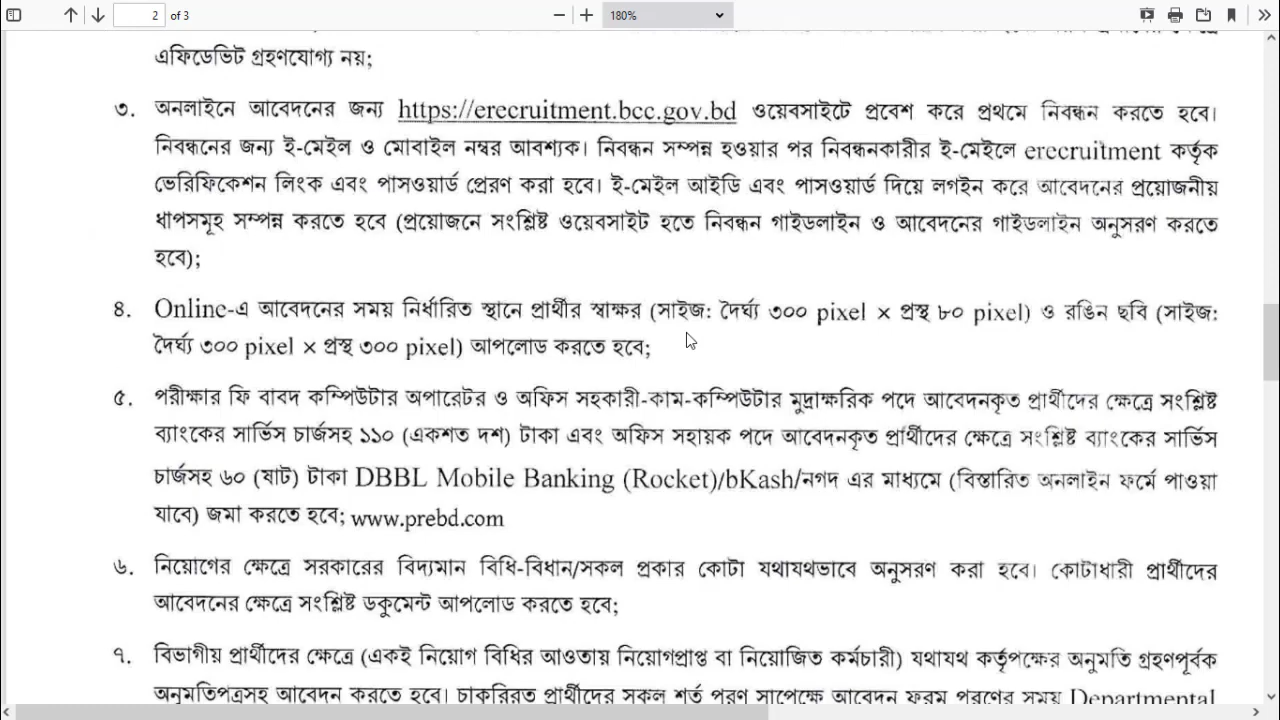 2 of 3 180%
এফিডেভিট গ্রহণযোগ্য নয়;
৩. অনলাইনে আবেদনের জন্য https://erecruitment.bcc.gov.bd ওয়েবসাইটে প্রবেশ করে প্রথমে নিবন্ধন করতে হবে।
নিবন্ধনের জন্য ই-মেইল ও মোবাইল নম্বর আবশ্যক। নিবন্ধন সম্পন্ন হওয়ার পর নিবন্ধনকারীর ই-মেইলে erecruitment কর্তৃক
ভেরিফিকেশন লিংক এবং পাসওয়ার্ড প্রেরণ করা হবে। ই-মেইল আইডি এবং পাসওয়ার্ড দিয়ে লগইন করে আবেদনের প্রয়োজনীয়
ধাপসমূহ সম্পন্ন করতে হবে (প্রয়োজনে সংশ্লিষ্ট ওয়েবসাইট হতে নিবন্ধন গাইডলাইন ও আবেদনের গাইডলাইন অনুসরণ করতে
হবে);
৪. Online-এ আবেদনের সময় নির্ধারিত স্থানে প্রার্থীর স্বাক্ষর (সাইজ: দৈর্ঘ্য ৩০০ pixel × প্রস্থ ৮০ pixel) ও রঙিন ছবি (সাইজ:
দৈর্ঘ্য ৩০০ pixel × প্রস্থ ৩০০ pixel) আপলোড করতে হবে;
৫. পরীক্ষার ফি বাবদ কম্পিউটার অপারেটর ও অফিস সহকারী-কাম-কম্পিউটার মুদ্রাক্ষরিক পদে আবেদনকৃত প্রার্থীদের ক্ষেত্রে সংশ্লিষ্ট
ব্যাংকের সার্ভিস চার্জসহ ১১০ (একশত দশ) টাকা এবং অফিস সহায়ক পদে আবেদনকৃত প্রার্থীদের ক্ষেত্রে সংশ্লিষ্ট ব্যাংকের সার্ভিস
চার্জসহ ৬০ (ষাট) টাকা DBBL Mobile Banking (Rocket)/bKash/নগদ এর মাধ্যমে (বিস্তারিত অনলাইন ফর্মে পাওয়া
যাবে) জমা করতে হবে; www.prebd.com
৬. নিয়োগের ক্ষেত্রে সরকারের বিদ্যমান বিধি-বিধান/সকল প্রকার কোটা যথাযথভাবে অনুসরণ করা হবে। কোটাধারী প্রার্থীদের
আবেদনের ক্ষেত্রে সংশ্লিষ্ট ডকুমেন্ট আপলোড করতে হবে;
৭. বিভাগীয় প্রার্থীদের ক্ষেত্রে (একই নিয়োগ বিধির আওতায় নিয়োগপ্রাপ্ত বা নিয়োজিত কর্মচারী) যথাযথ কর্তৃপক্ষের অনুমতি গ্রহণপূর্বক
অনুমতিপত্রসহ আবেদন করতে হবে। চাকরিরত প্রার্থীদের সকল শর্ত পূরণ সাপেক্ষে আবেদন ফরম পূরণের সময় Departmental